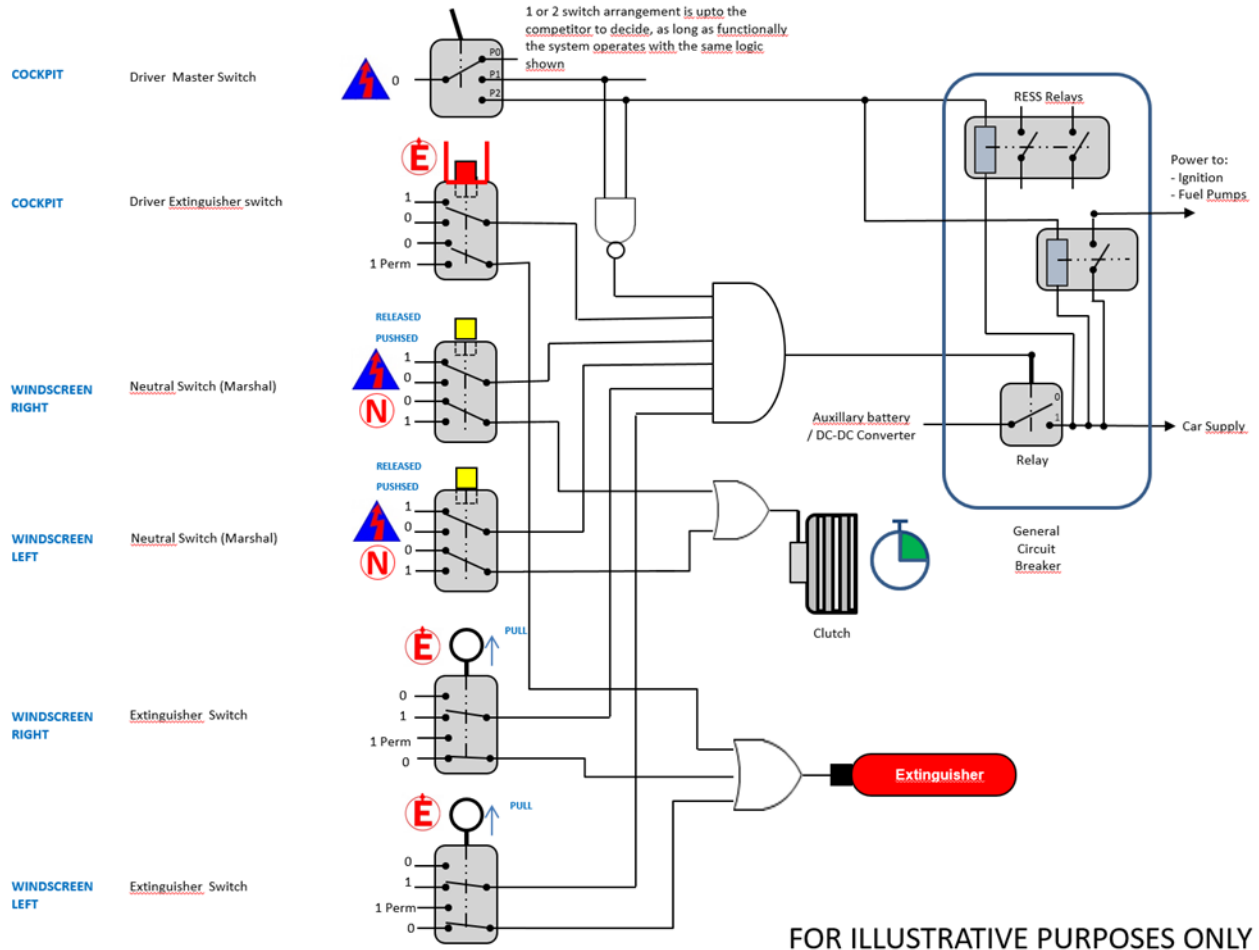 1 or 2 switch arrangement is upto the
competitor to decide, as long as functionally
the system operates with the same logic
shown
COCKPIT
Driver Master Switch
0
P0
P1
P2
RESS Relays
Power to:
- Ignition
- Fuel Pumps
COCKPIT
Driver Extinguisher switch
E
1
0
0
1 Perm
RELEASED
PUSHSED
WINDSCREEN
RIGHT
Neutral Switch (Marshal)
N
1
0
0
1
Auxillary battery
/ DC-DC Converter
0
1
Relay
Car Supply
RELEASED
PUSHSED
WINDSCREEN
LEFT
Neutral Switch (Marshal)
N
1
0
0
1
General
Circuit
Breaker
Clutch
E
PULL
WINDSCREEN
RIGHT
Extinguisher Switch
0
1
1 Perm
0
Extinguisher
E
PULL
WINDSCREEN
LEFT
Extinguisher Switch
0
1
1 Perm
0
FOR ILLUSTRATIVE PURPOSES ONLY